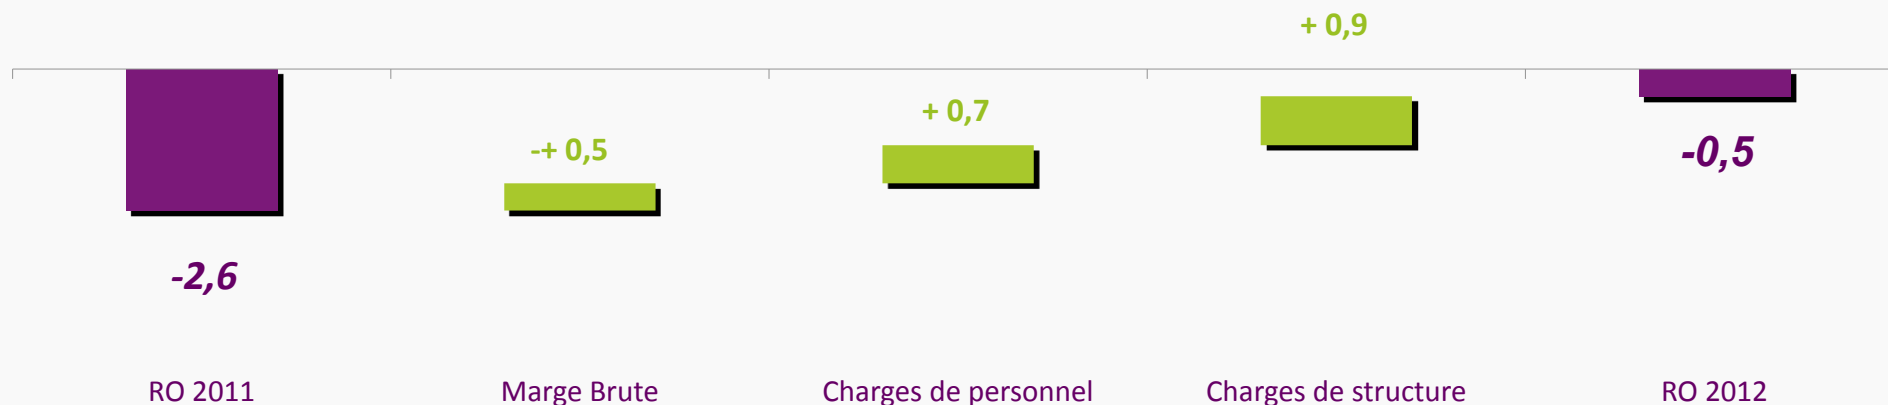 + 0,9
+ 0,7
-+ 0,5
-0,5
-2,6
RO 2011
Marge Brute
Charges de personnel
Charges de structure
RO 2012